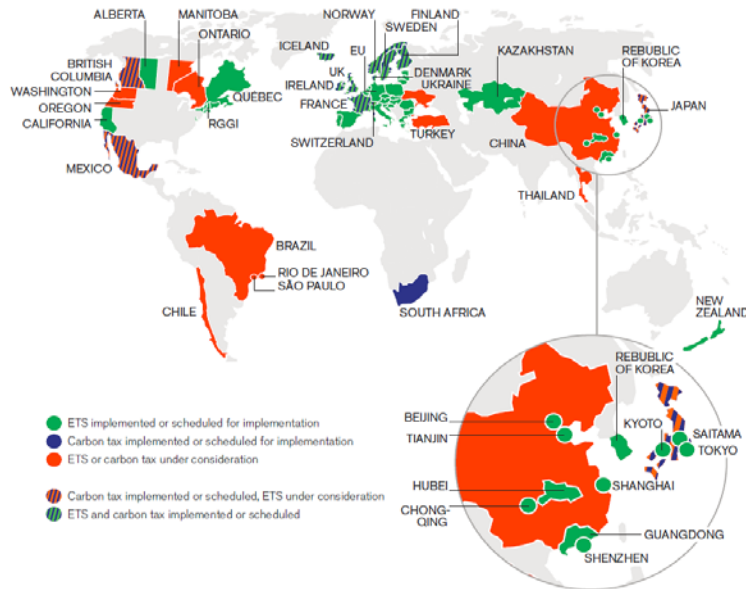 ALBERTA
MANITOBA
ONTARIO
BRITISH
COLUMBIA
WASHINGTON
OREGON
CALIFORNIA
QUÉBEC
RGGI
MEXICO
ICELAND
NORWAY
SWEDEN
FINLAND
EU
UK
IRELAND
FRANCE
DENMARK
UKRAINE
SWITZERLAND
TURKEY
KAZAKHSTAN
REPUBLIC
OF KOREA
JAPAN
CHINA
THAILAND
BRAZIL
RIO DE JANEIRO
SÃO PAULO
CHILE
SOUTH AFRICA
NEW
ZEALAND
REPUBLIC
OF KOREA
BEIJING
TIANJIN
KYOTO
SAITAMA
TOKYO
HUBEI
SHANGHAI
CHONG-
QING
GUANGDONG
SHENZHEN
ETS implemented or scheduled for implementation
Carbon tax implemented or scheduled for implementation
ETS or carbon tax under consideration
Carbon tax implemented or scheduled, ETS under consideration
ETS and carbon tax implemented or scheduled